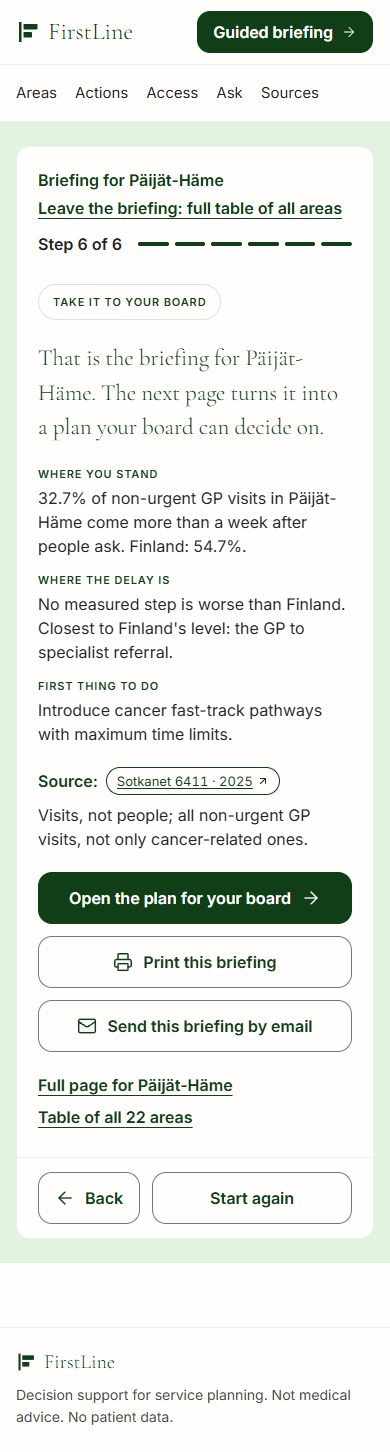 FirstLine
Guided briefing →
Areas Actions Access Ask Sources
Briefing for Päijät-Häme
Leave the briefing: full table of all areas
Step 6 of 6
TAKE IT TO YOUR BOARD
That is the briefing for Päijät-
Häme. The next page turns it into
a plan your board can decide on.
WHERE YOU STAND
32.7% of non-urgent GP visits in Päijät-
Häme come more than a week after
people ask. Finland: 54.7%.
WHERE THE DELAY IS
No measured step is worse than Finland.
Closest to Finland's level: the GP to
specialist referral.
FIRST THING TO DO
Introduce cancer fast-track pathways
with maximum time limits.
Source: Sotkanet 6411 · 2025 ↗
Visits, not people; all non-urgent GP
visits, not only cancer-related ones.
Open the plan for your board →
Print this briefing
Send this briefing by email
Full page for Päijät-Häme
Table of all 22 areas
← Back
Start again
FirstLine
Decision support for service planning. Not medical
advice. No patient data.